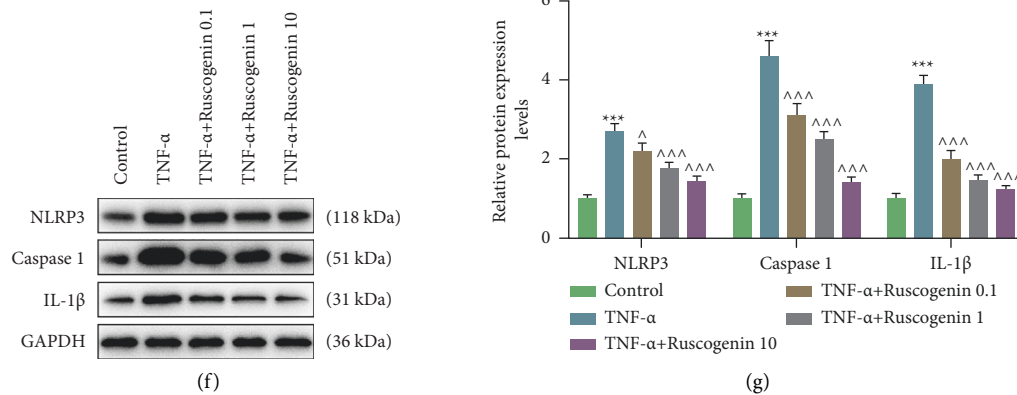 Control
TNF-α
TNF-α+Ruscogenin 0.1
TNF-α+Ruscogenin 1
TNF-α+Ruscogenin 10
NLRP3 (118 kDa)
Caspase 1 (51 kDa)
IL-1β (31 kDa)
GAPDH (36 kDa)
(f)
Relative protein expression
levels
6
4
2
0
***
^
^^^
^^^
***
^^^
^^^
^^^
***
^^^
^^^
^^^
NLRP3 Caspase 1 IL-1β
Control
TNF-α
TNF-α+Ruscogenin 10
TNF-α+Ruscogenin 0.1
TNF-α+Ruscogenin 1
(g)